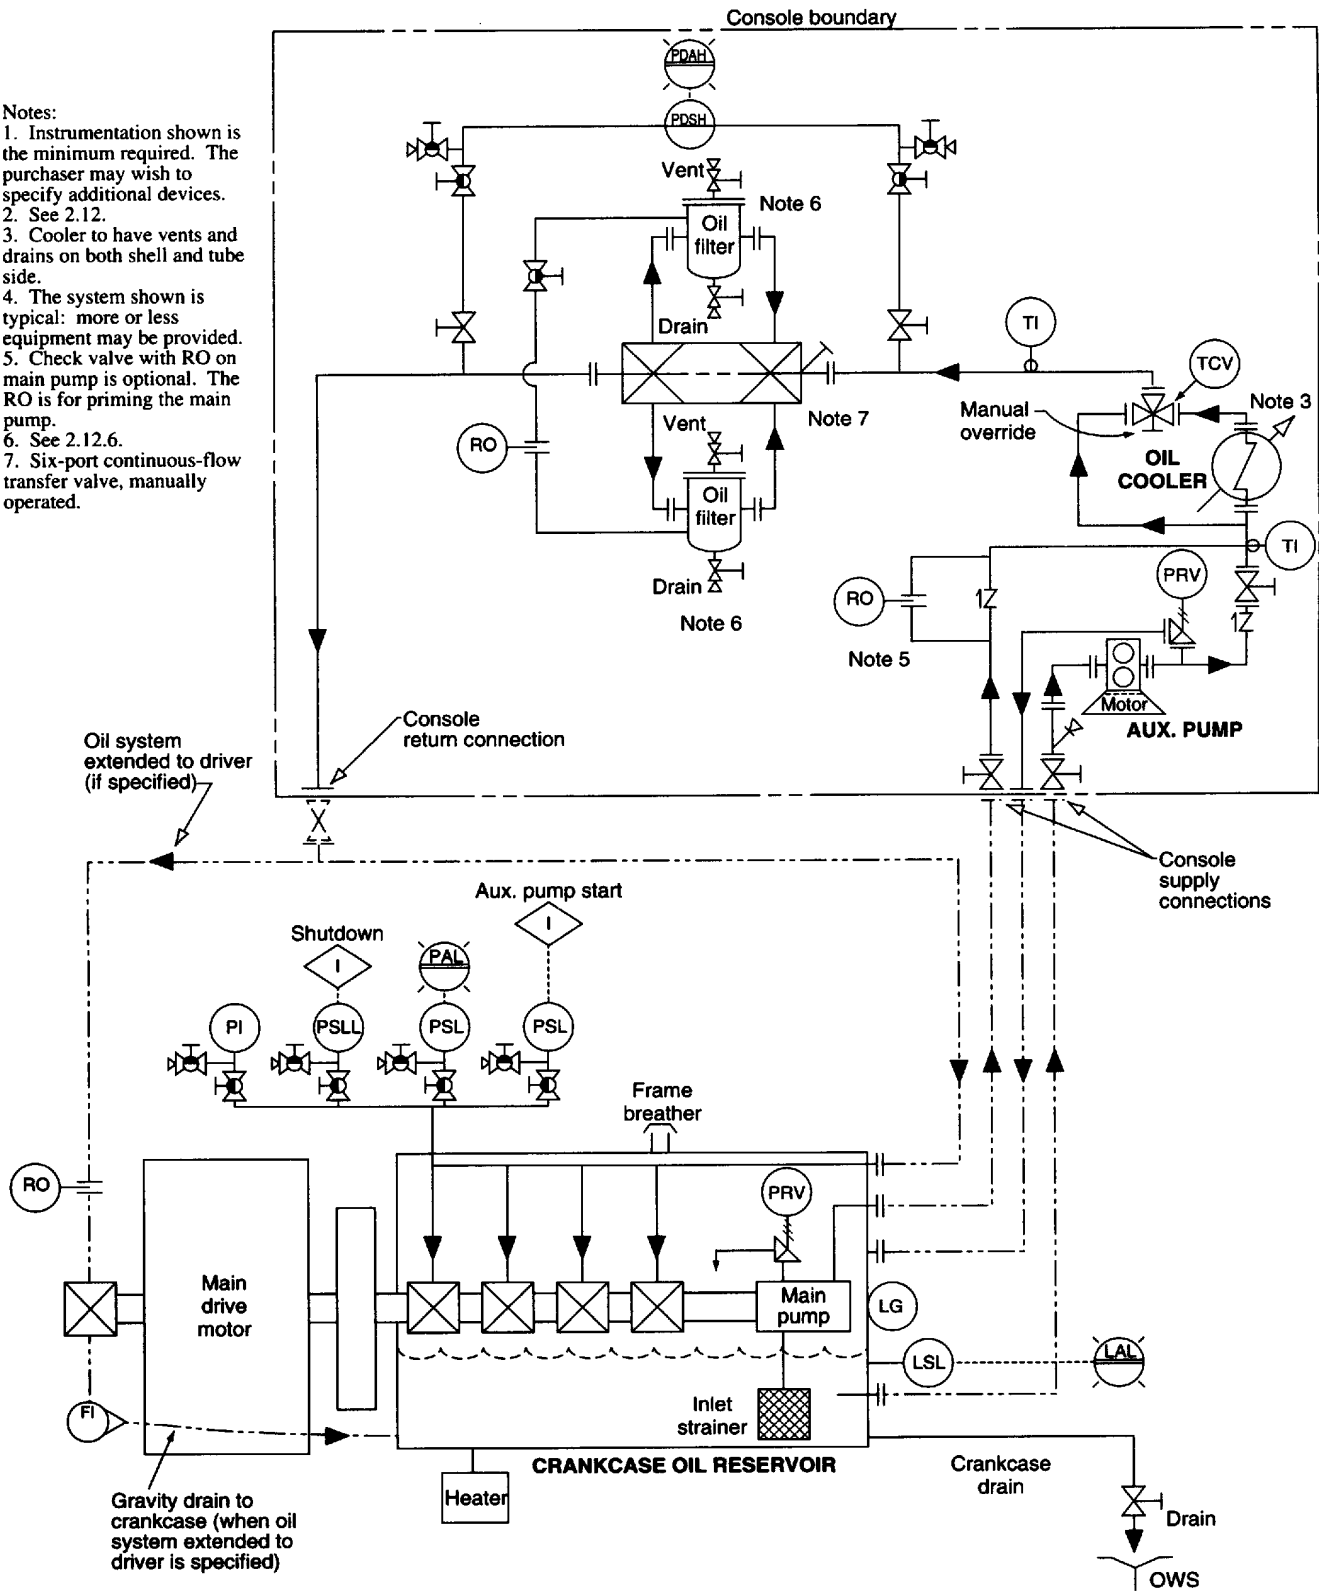 Console boundary
PDAH
PDSH
Notes:
1. Instrumentation shown is
the minimum required. The
purchaser may wish to
specify additional devices.
2. See 2.12.
3. Cooler to have vents and
drains on both shell and tube
side.
4. The system shown is
typical: more or less
equipment may be provided.
5. Check valve with RO on
main pump is optional. The
RO is for priming the main
pump.
6. See 2.12.6.
7. Six-port continuous-flow
transfer valve, manually
operated.
Vent
Note 6
Oil
filter
Drain
TI
TCV
Note 3
Manual
override
Note 7
Vent
RO
OIL
COOLER
Oil
filter
TI
PRV
Drain
RO
Note 6
Note 5
Motor
AUX. PUMP
Console
return connection
Oil system
extended to driver
(if specified)
Console
supply
connections
Aux. pump start
I
Shutdown
I
PAL
PI
PSLL
PSL
PSL
Frame
breather
RO
PRV
Main
drive
motor
Main
pump
LG
LSL
LAL
FI
Inlet
strainer
CRANKCASE OIL RESERVOIR
Crankcase
drain
Heater
Gravity drain to
crankcase (when oil
system extended to
driver is specified)
Drain
OWS